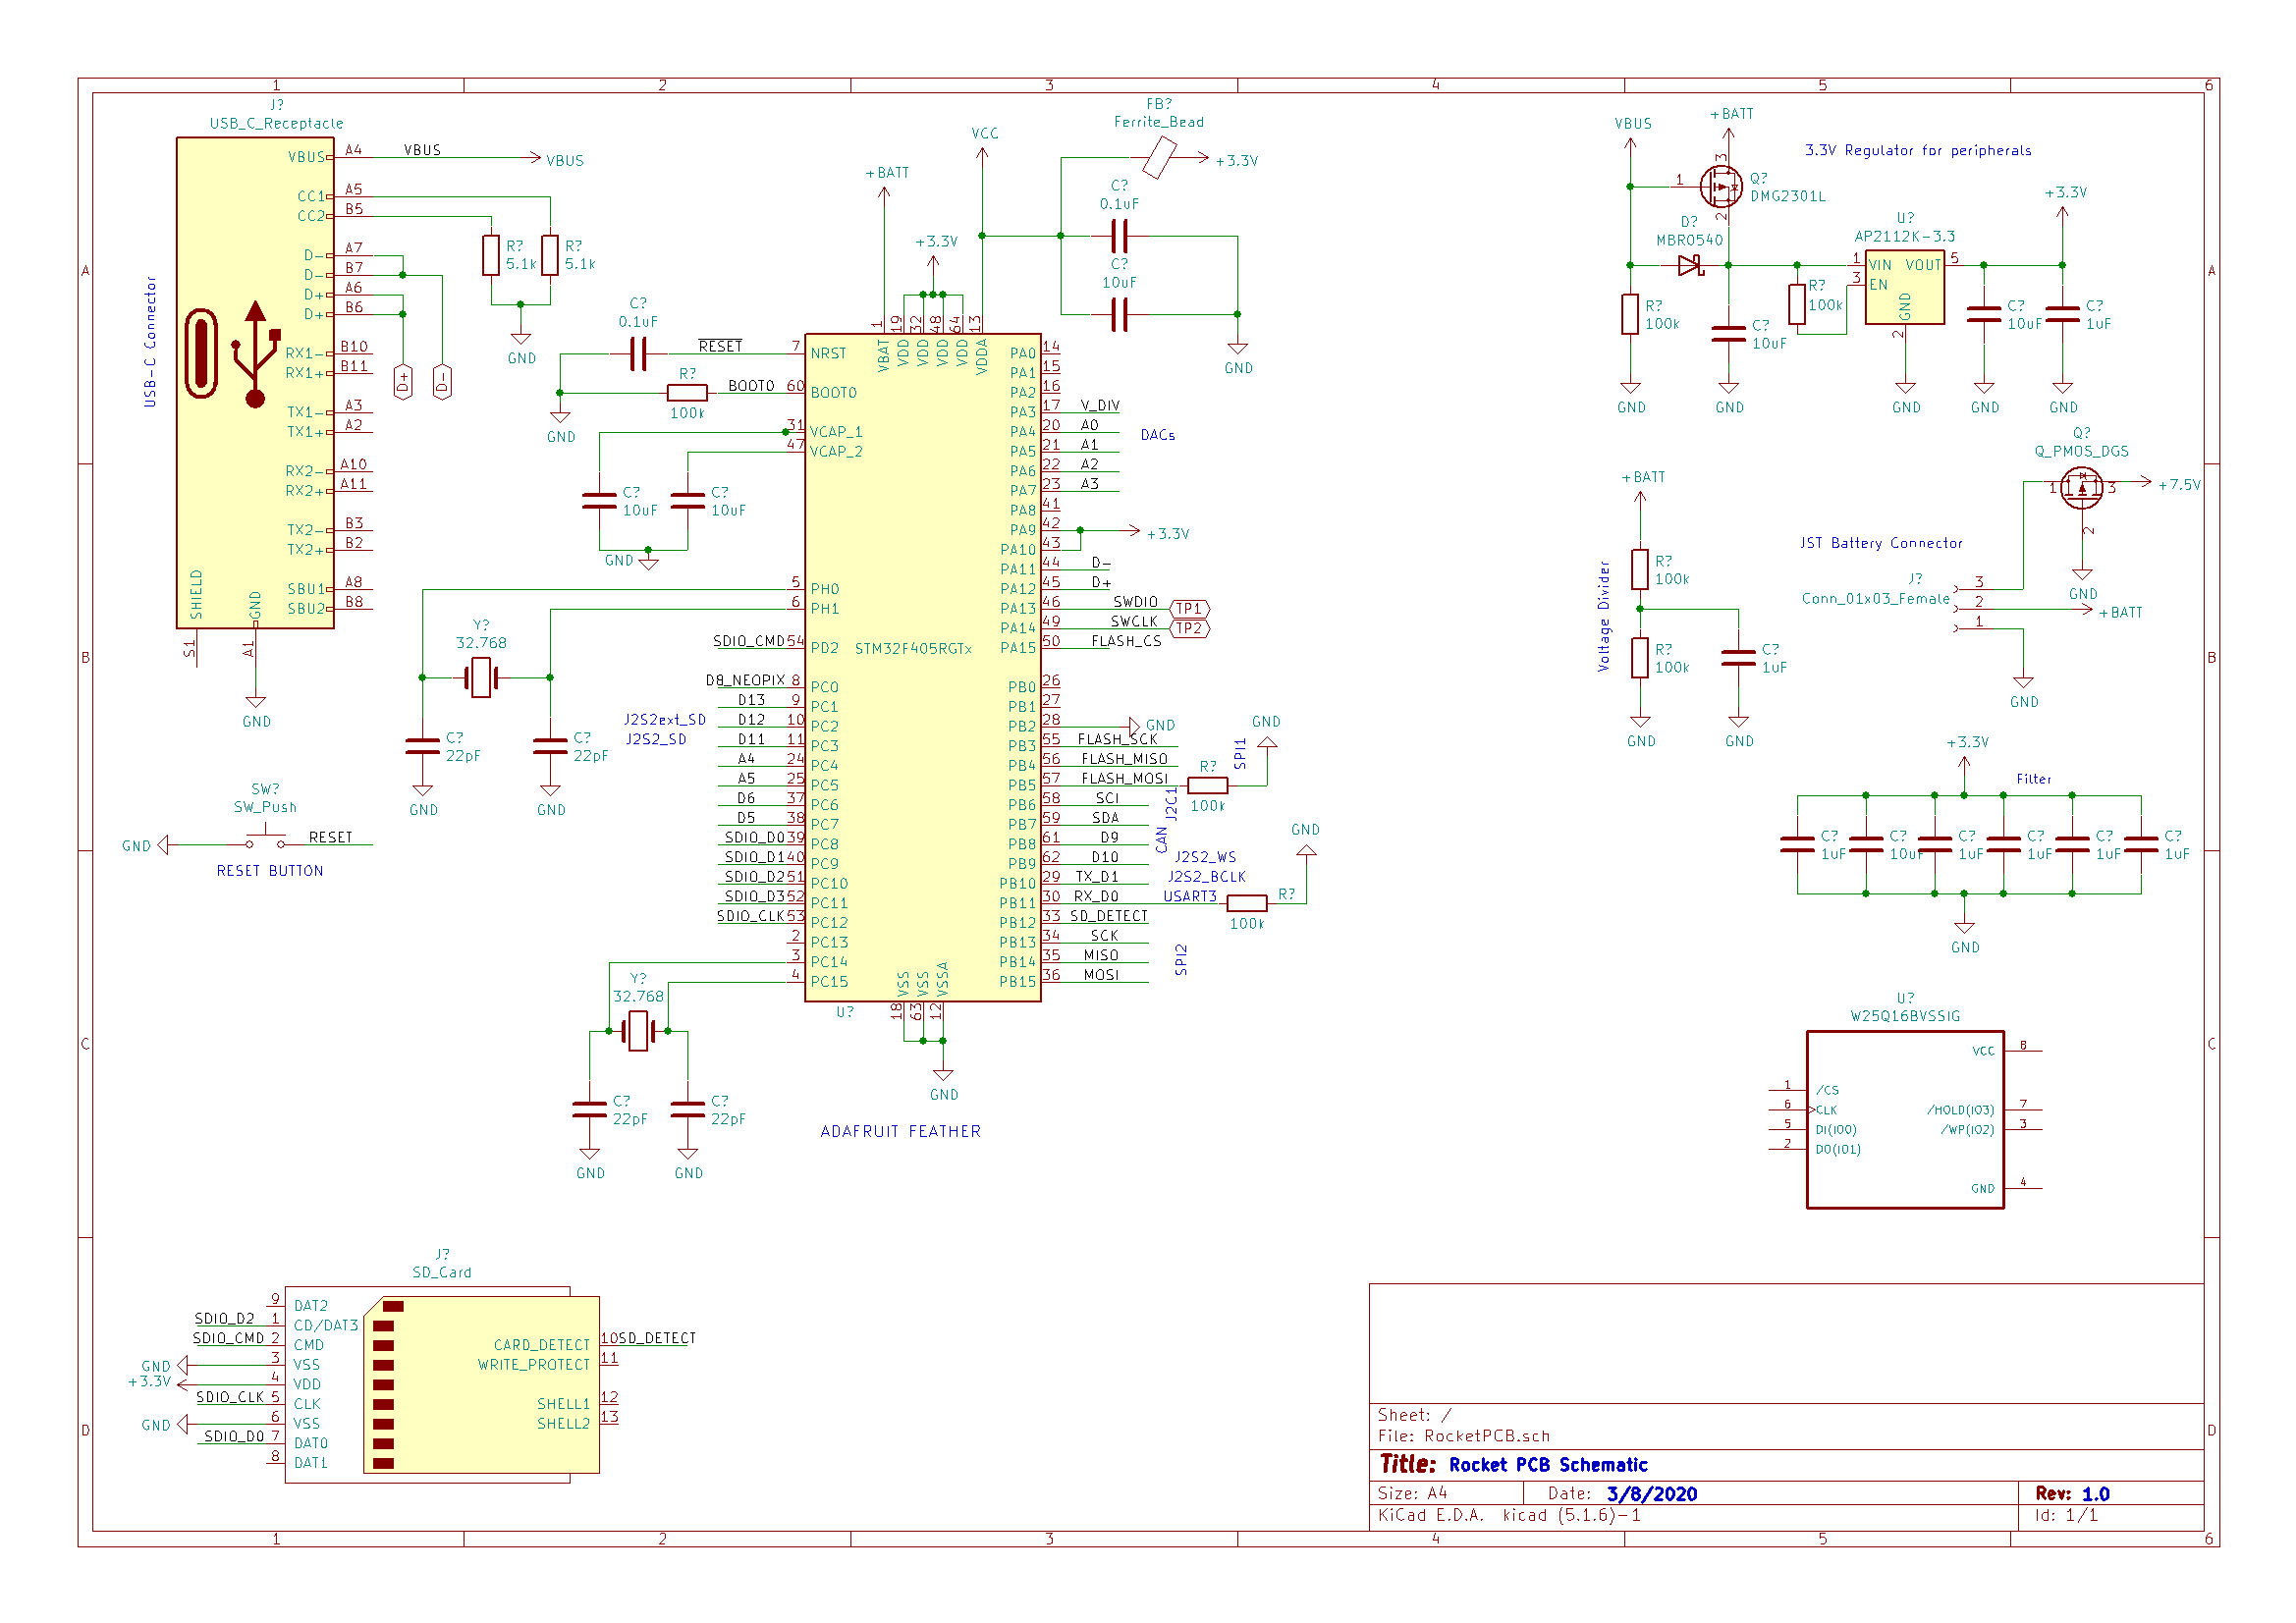 1 2 3 4 5 6
A
B
C
D
A
B
C
D
1 2 3 4 5 6
J?
USB_C_Receptacle
USB-C Connector
VBUS A4 VBUS VBUS
CC1 A5
CC2 B5
D- A7
D- B7
D+ A6
D+ B6
RX1- B10
RX1+ B11
TX1- A3
TX1+ A2
RX2- A10
RX2+ A11
TX2- B3
TX2+ B2
SBU1 A8
SBU2 B8
SHIELD
GND
S1
A1
GND
R?
5.1k
R?
5.1k
GND
D+
D-
C?
0.1uF
RESET
R?
100k
BOOT0
GND
C?
10uF
C?
10uF
GND
Y?
32.768
C?
22pF
C?
22pF
GND
GND
SW?
SW_Push
GND
RESET
RESET BUTTON
+BATT
+3.3V
VCC
FB?
Ferrite_Bead
+3.3V
C?
0.1uF
C?
10uF
GND
1 19 32 48 64 13
VBAT VDD VDD VDD VDD VDDA
7 NRST
60 BOOT0
31 VCAP_1
47 VCAP_2
5 PH0
6 PH1
SDIO_CMD 54 PD2
STM32F405RGTx
D8_NEOPIX 8 PC0
D13 9 PC1
J2S2ext_SD D12 10 PC2
J2S2_SD D11 11 PC3
A4 24 PC4
A5 25 PC5
D6 37 PC6
D5 38 PC7
SDIO_D0 39 PC8
SDIO_D1 40 PC9
SDIO_D2 51 PC10
SDIO_D3 52 PC11
SDIO_CLK 53 PC12
2 PC13
3 PC14
4 PC15
PA0 14
PA1 15
PA2 16
PA3 17 V_DIV
PA4 20 A0
DACs
PA5 21 A1
PA6 22 A2
PA7 23 A3
PA8 41
PA9 42 +3.3V
PA10 43
PA11 44 D-
PA12 45 D+
PA13 46 SWDIO TP1
PA14 49 SWCLK TP2
PA15 50 FLASH_CS
PB0 26
PB1 27
PB2 28 GND
PB3 55 FLASH_SCK
PB4 56 FLASH_MISO
PB5 57 FLASH_MOSI
PB6 58 SCI
PB7 59 SDA
PB8 61 D9
PB9 62 D10 J2S2_WS
PB10 29 TX_D1 J2S2_BCLK
PB11 30 RX_D0 USART3
PB12 33 SD_DETECT
PB13 34 SCK
PB14 35 MISO
PB15 36 MOSI
SPI1
J2C1
CAN
SPI2
GND
R?
100k
GND
R?
100k
VSS VSS VSSA
18 63 12
U?
GND
ADAFRUIT FEATHER
Y?
32.768
C?
22pF
C?
22pF
GND
GND
VBUS
+BATT
3.3V Regulator for peripherals
3
1
2
Q?
DMG2301L
D?
MBR0540
R?
100k
C?
10uF
R?
100k
U?
AP2112K-3.3
1 VIN VOUT 5
3 EN
GND
2
+3.3V
C?
10uF
C?
1uF
GND
GND
GND
GND
GND
+BATT
Voltage Divider
R?
100k
R?
100k
C?
1uF
GND
GND
Q?
Q_PMOS_DGS
1 3
2
+7.5V
GND
JST Battery Connector
J?
Conn_01x03_Female
3
2
1
+BATT
GND
+3.3V
Filter
C?
1uF
C?
10uF
C?
1uF
C?
1uF
C?
1uF
C?
1uF
GND
U?
W25Q16BVSSIG
VCC 8
1 /CS
6 CLK
5 DI(IO0)
2 DO(IO1)
/HOLD(IO3) 7
/WP(IO2) 3
GND 4
J?
SD_Card
9 DAT2
SDIO_D2 1 CD/DAT3
SDIO_CMD 2 CMD
GND 3 VSS
+3.3V 4 VDD
SDIO_CLK 5 CLK
GND 6 VSS
SDIO_D0 7 DAT0
8 DAT1
CARD_DETECT 10 SD_DETECT
WRITE_PROTECT 11
SHELL1 12
SHELL2 13
Sheet: /
File: RocketPCB.sch
Title: Rocket PCB Schematic
Size: A4 Date: 3/8/2020 Rev: 1.0
KiCad E.D.A. kicad (5.1.6)-1 Id: 1/1